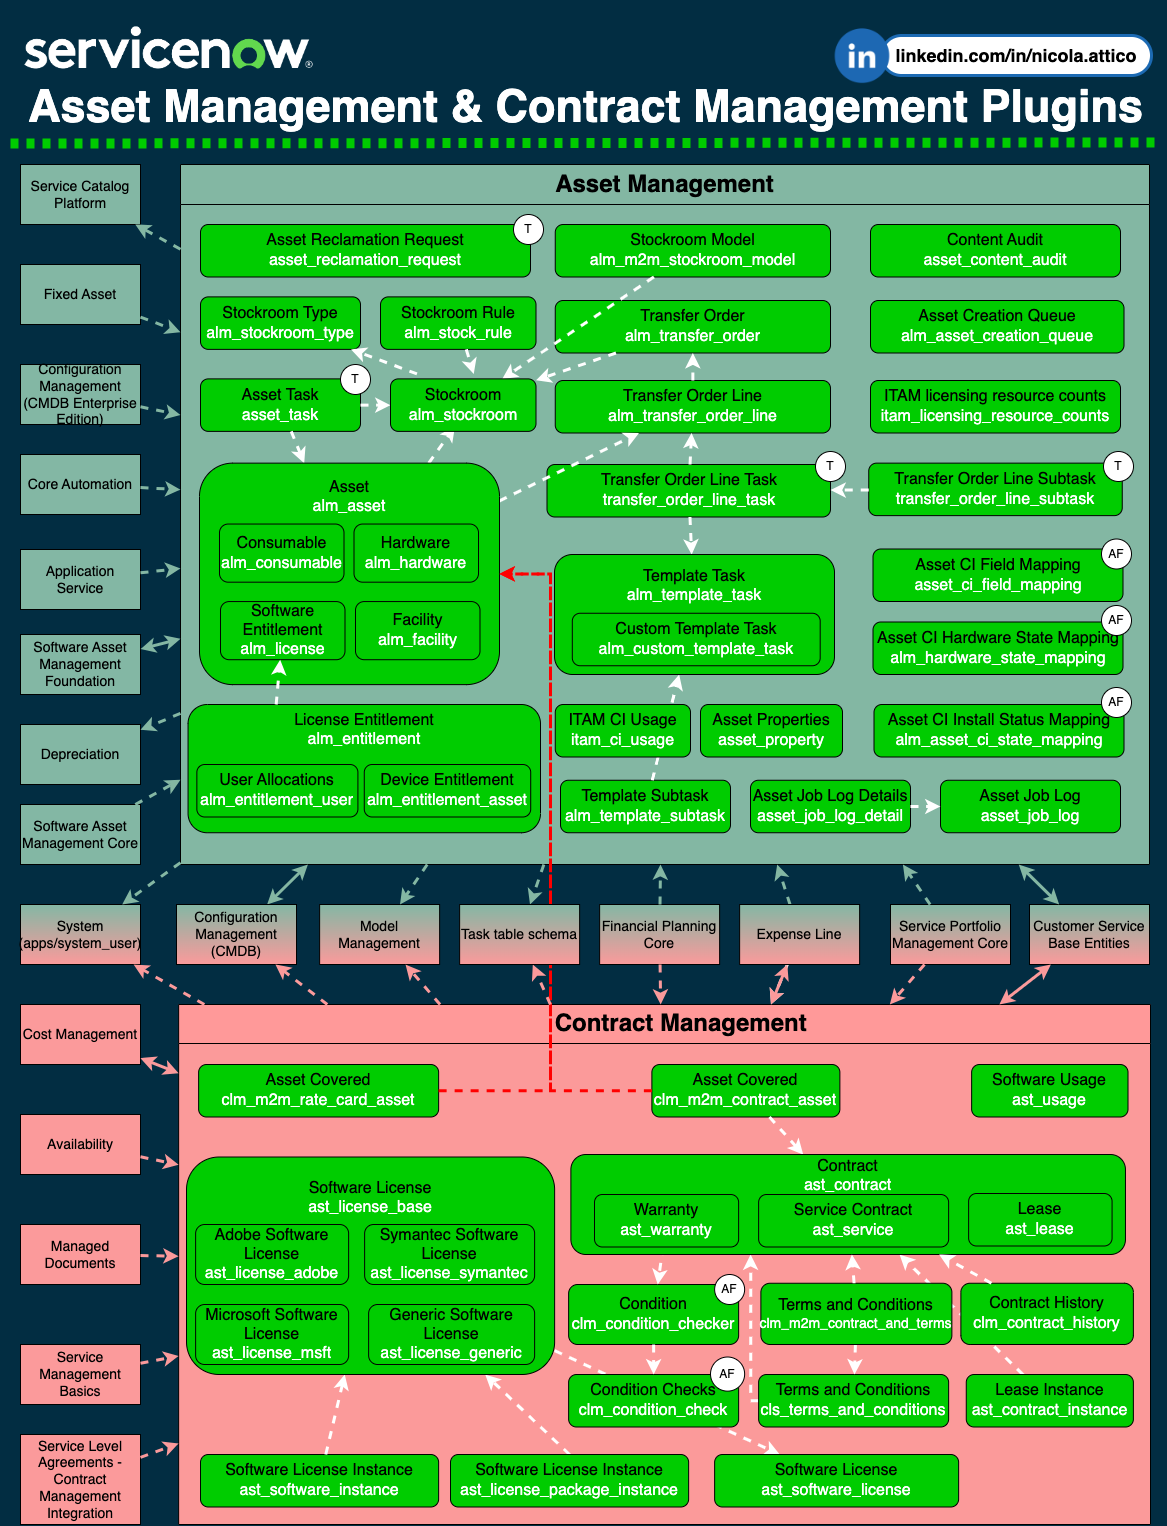 servicenow
®
in
linkedin.com/in/nicola.attico
Asset Management & Contract Management Plugins
Service Catalog
Platform
Fixed Asset
Configuration
Management
(CMDB Enterprise
Edition)
Core Automation
Application
Service
Software Asset
Management
Foundation
Depreciation
Software Asset
Management Core
Asset Management
Asset Reclamation Request
asset_reclamation_request
T
Stockroom Model
alm_m2m_stockroom_model
Content Audit
asset_content_audit
Stockroom Type
alm_stockroom_type
Stockroom Rule
alm_stock_rule
Transfer Order
alm_transfer_order
Asset Creation Queue
alm_asset_creation_queue
Asset Task
asset_task
T
Stockroom
alm_stockroom
Transfer Order Line
alm_transfer_order_line
ITAM licensing resource counts
itam_licensing_resource_counts
Asset
alm_asset
Consumable
alm_consumable
Hardware
alm_hardware
Software
Entitlement
alm_license
Facility
alm_facility
Transfer Order Line Task
transfer_order_line_task
T
Transfer Order Line Subtask
transfer_order_line_subtask
T
Template Task
alm_template_task
Custom Template Task
alm_custom_template_task
Asset CI Field Mapping
asset_ci_field_mapping
AF
Asset CI Hardware State Mapping
alm_hardware_state_mapping
AF
License Entitlement
alm_entitlement
User Allocations
alm_entitlement_user
Device Entitlement
alm_entitlement_asset
ITAM CI Usage
itam_ci_usage
Asset Properties
asset_property
Asset CI Install Status Mapping
alm_asset_ci_state_mapping
AF
Template Subtask
alm_template_subtask
Asset Job Log Details
asset_job_log_detail
Asset Job Log
asset_job_log
System
(apps/system_user)
Configuration
Management
(CMDB)
Model
Management
Task table schema
Financial Planning
Core
Expense Line
Service Portfolio
Management Core
Customer Service
Base Entities
Cost Management
Availability
Managed
Documents
Service
Management
Basics
Service Level
Agreements -
Contract
Management
Integration
Contract Management
Asset Covered
clm_m2m_rate_card_asset
Asset Covered
clm_m2m_contract_asset
Software Usage
ast_usage
Software License
ast_license_base
Adobe Software
License
ast_license_adobe
Symantec Software
License
ast_license_symantec
Microsoft Software
License
ast_license_msft
Generic Software
License
ast_license_generic
Contract
ast_contract
Warranty
ast_warranty
Service Contract
ast_service
Lease
ast_lease
Condition
clm_condition_checker
AF
Terms and Conditions
clm_m2m_contract_and_terms
Contract History
clm_contract_history
Condition Checks
clm_condition_check
AF
Terms and Conditions
cls_terms_and_conditions
Lease Instance
ast_contract_instance
Software License Instance
ast_software_instance
Software License Instance
ast_license_package_instance
Software License
ast_software_license